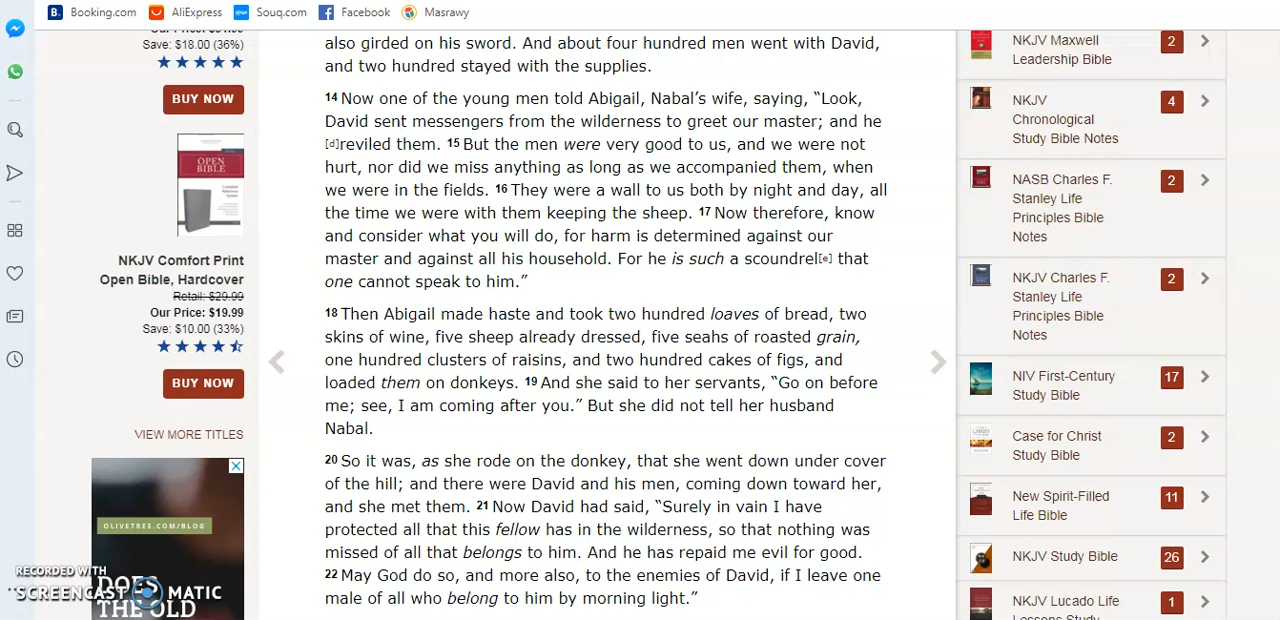 Booking.com AliExpress Souq.com Facebook Masrawy
Save: $18.00 (36%)
BUY NOW
OPEN
BIBLE
NKJV Comfort Print
Open Bible, Hardcover
Retail: $29.99
Our Price: $19.99
Save: $10.00 (33%)
BUY NOW
VIEW MORE TITLES
OLIVETREE.COM/BLOG
DOES
THE OLD
RECORDED WITH
SCREENCAST MATIC
also girded on his sword. And about four hundred men went with David,
and two hundred stayed with the supplies.
14 Now one of the young men told Abigail, Nabal’s wife, saying, “Look,
David sent messengers from the wilderness to greet our master; and he
[d]reviled them. 15 But the men were very good to us, and we were not
hurt, nor did we miss anything as long as we accompanied them, when
we were in the fields. 16 They were a wall to us both by night and day, all
the time we were with them keeping the sheep. 17 Now therefore, know
and consider what you will do, for harm is determined against our
master and against all his household. For he is such a scoundrel[e] that
one cannot speak to him.”
18 Then Abigail made haste and took two hundred loaves of bread, two
skins of wine, five sheep already dressed, five seahs of roasted grain,
one hundred clusters of raisins, and two hundred cakes of figs, and
loaded them on donkeys. 19 And she said to her servants, “Go on before
me; see, I am coming after you.” But she did not tell her husband
Nabal.
20 So it was, as she rode on the donkey, that she went down under cover
of the hill; and there were David and his men, coming down toward her,
and she met them. 21 Now David had said, “Surely in vain I have
protected all that this fellow has in the wilderness, so that nothing was
missed of all that belongs to him. And he has repaid me evil for good.
22 May God do so, and more also, to the enemies of David, if I leave one
male of all who belong to him by morning light.”
NKJV Maxwell 2
Leadership Bible
NKJV 4
Chronological
Study Bible Notes
NASB Charles F. 2
Stanley Life
Principles Bible
Notes
NKJV Charles F. 2
Stanley Life
Principles Bible
Notes
NIV First-Century 17
Study Bible
Case for Christ 2
Study Bible
New Spirit-Filled 11
Life Bible
NKJV Study Bible 26
NKJV Lucado Life 1
Lessons Study